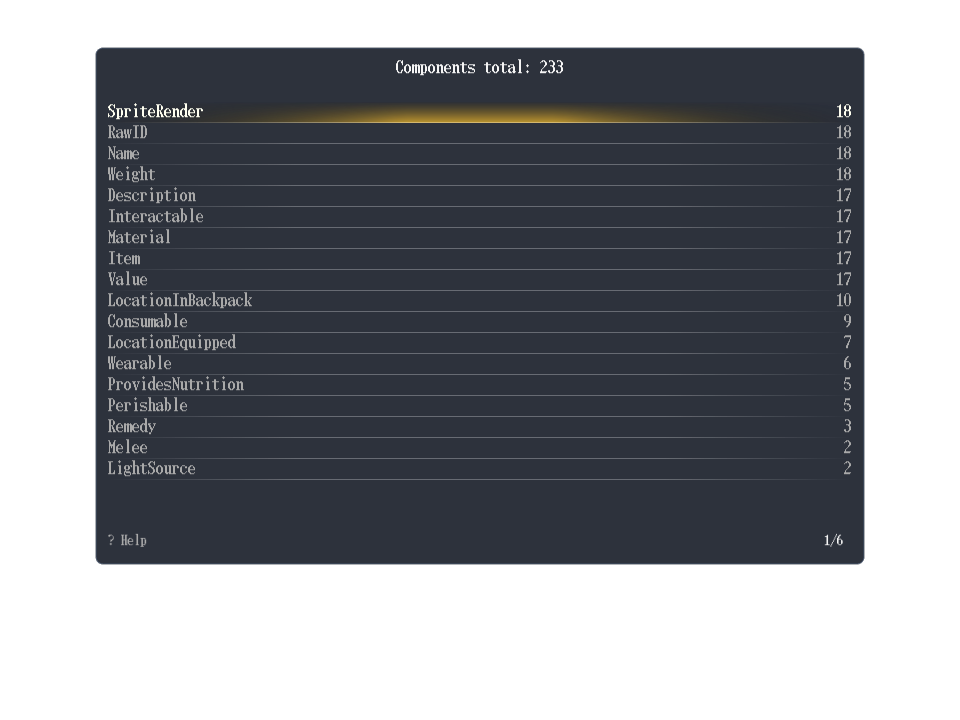 Components total: 233
SpriteRender 18
RawID 18
Name 18
Weight 18
Description 17
Interactable 17
Material 17
Item 17
Value 17
LocationInBackpack 10
Consumable 9
LocationEquipped 7
Wearable 6
ProvidesNutrition 5
Perishable 5
Remedy 3
Melee 2
LightSource 2
? Help 1/6